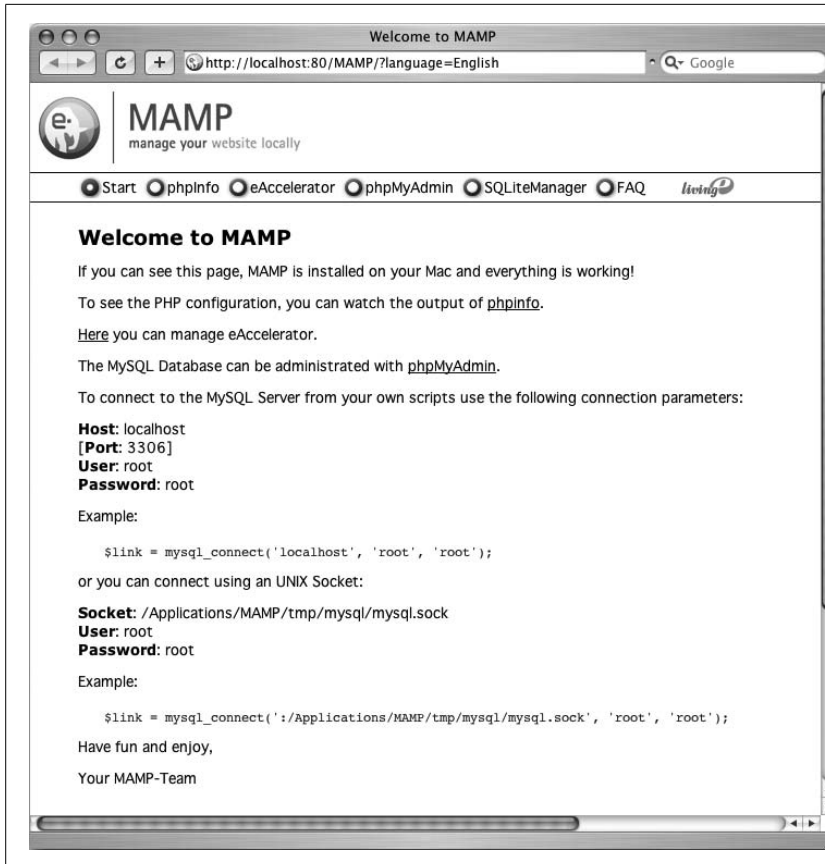 Welcome to MAMP
http://localhost:80/MAMP/?language=English
Google
e.
MAMP
manage your website locally
Start phpInfo eAccelerator phpMyAdmin SQLiteManager FAQ living
Welcome to MAMP
If you can see this page, MAMP is installed on your Mac and everything is working!
To see the PHP configuration, you can watch the output of phpinfo.
Here you can manage eAccelerator.
The MySQL Database can be administrated with phpMyAdmin.
To connect to the MySQL Server from your own scripts use the following connection parameters:
Host: localhost
[Port: 3306]
User: root
Password: root
Example:
$link = mysql_connect('localhost', 'root', 'root');
or you can connect using an UNIX Socket:
Socket: /Applications/MAMP/tmp/mysql/mysql.sock
User: root
Password: root
Example:
$link = mysql_connect(':/Applications/MAMP/tmp/mysql/mysql.sock', 'root', 'root');
Have fun and enjoy,
Your MAMP-Team